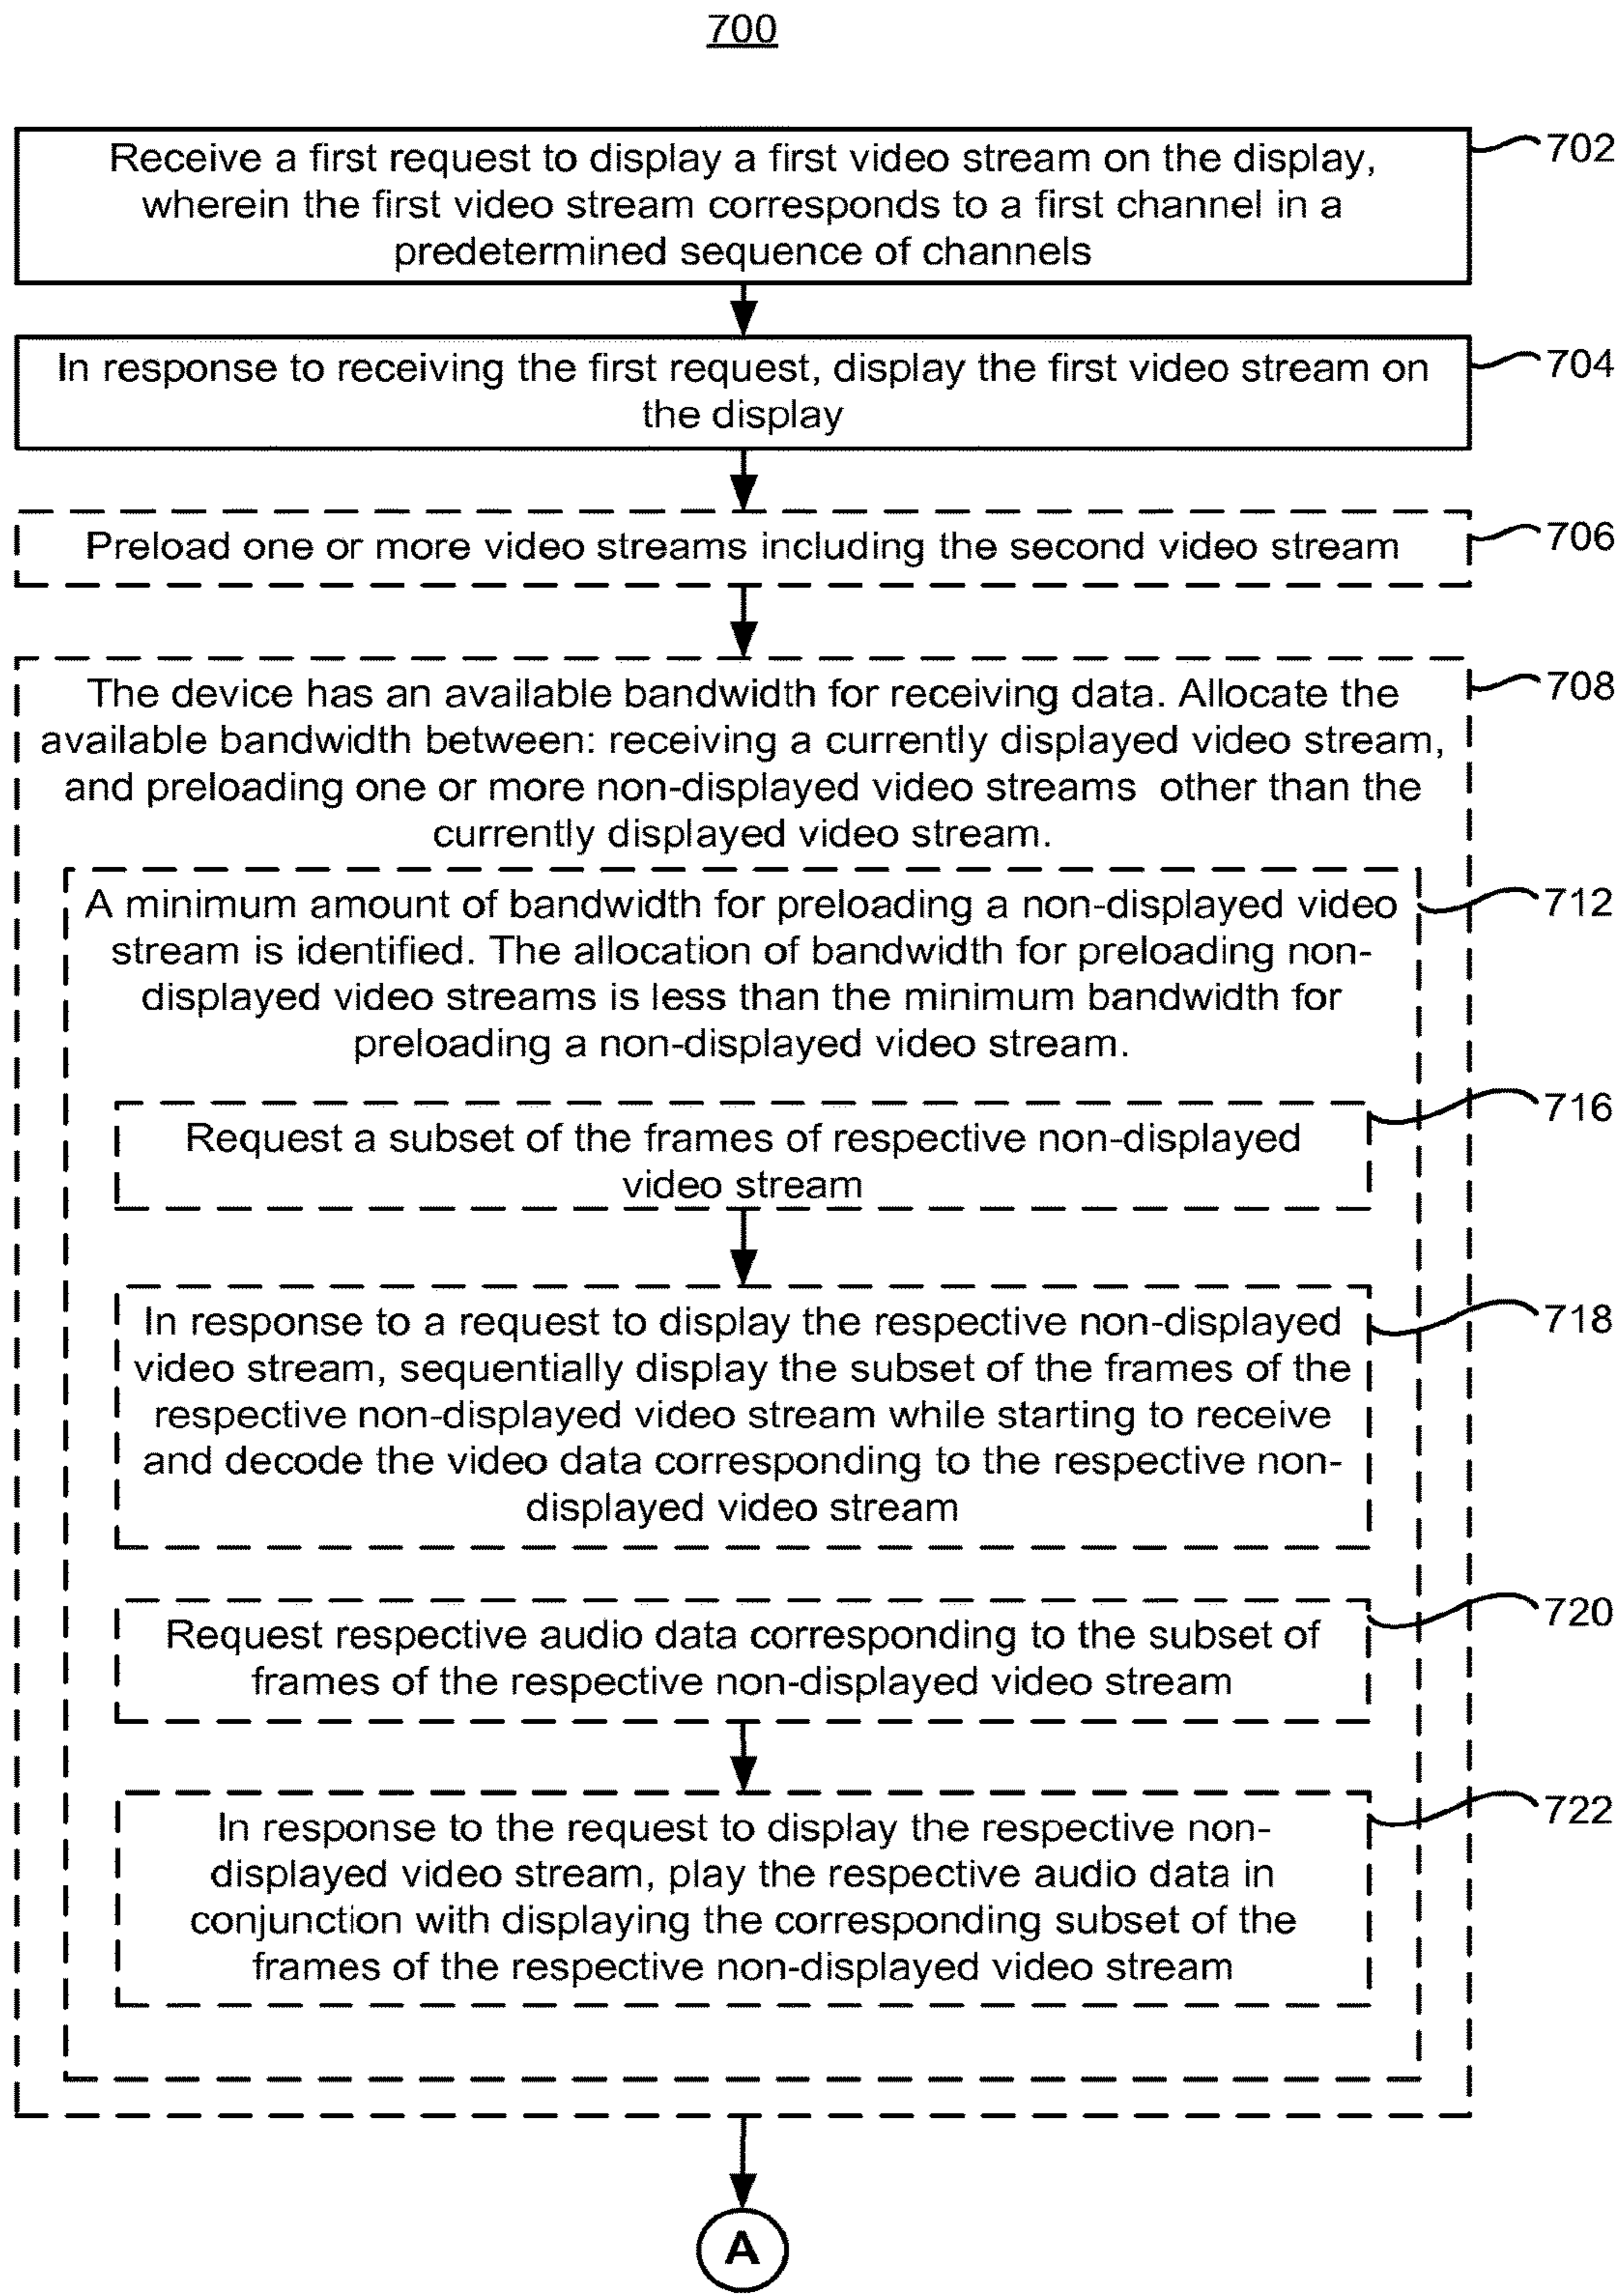 700
Receive a first request to display a first video stream on the display,
wherein the first video stream corresponds to a first channel in a
predetermined sequence of channels
702
In response to receiving the first request, display the first video stream on
the display
704
Preload one or more video streams including the second video stream
706
The device has an available bandwidth for receiving data. Allocate the
available bandwidth between: receiving a currently displayed video stream,
and preloading one or more non-displayed video streams other than the
currently displayed video stream.
708
A minimum amount of bandwidth for preloading a non-displayed video
stream is identified. The allocation of bandwidth for preloading non-
displayed video streams is less than the minimum bandwidth for
preloading a non-displayed video stream.
712
Request a subset of the frames of respective non-displayed
video stream
716
In response to a request to display the respective non-displayed
video stream, sequentially display the subset of the frames of the
respective non-displayed video stream while starting to receive
and decode the video data corresponding to the respective non-
displayed video stream
718
Request respective audio data corresponding to the subset of
frames of the respective non-displayed video stream
720
In response to the request to display the respective non-
displayed video stream, play the respective audio data in
conjunction with displaying the corresponding subset of the
frames of the respective non-displayed video stream
722
A